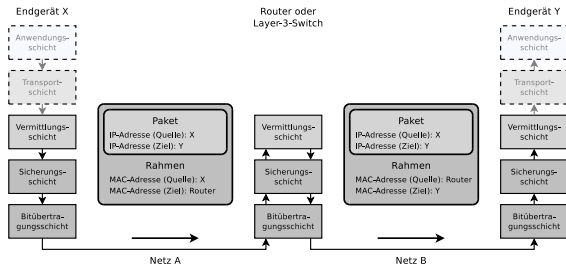 Endgerät X
Router oder
Layer-3-Switch
Endgerät Y
Anwendungs-
schicht
Transport-
schicht
Vermittlungs-
schicht
Sicherungs-
schicht
Bitübertra-
gungsschicht
Paket
IP-Adresse (Quelle): X
IP-Adresse (Ziel): Y
Rahmen
MAC-Adresse (Quelle): X
MAC-Adresse (Ziel): Router
Vermittlungs-
schicht
Sicherungs-
schicht
Bitübertra-
gungsschicht
Paket
IP-Adresse (Quelle): X
IP-Adresse (Ziel): Y
Rahmen
MAC-Adresse (Quelle): Router
MAC-Adresse (Ziel): Y
Anwendungs-
schicht
Transport-
schicht
Vermittlungs-
schicht
Sicherungs-
schicht
Bitübertra-
gungsschicht
Netz A
Netz B